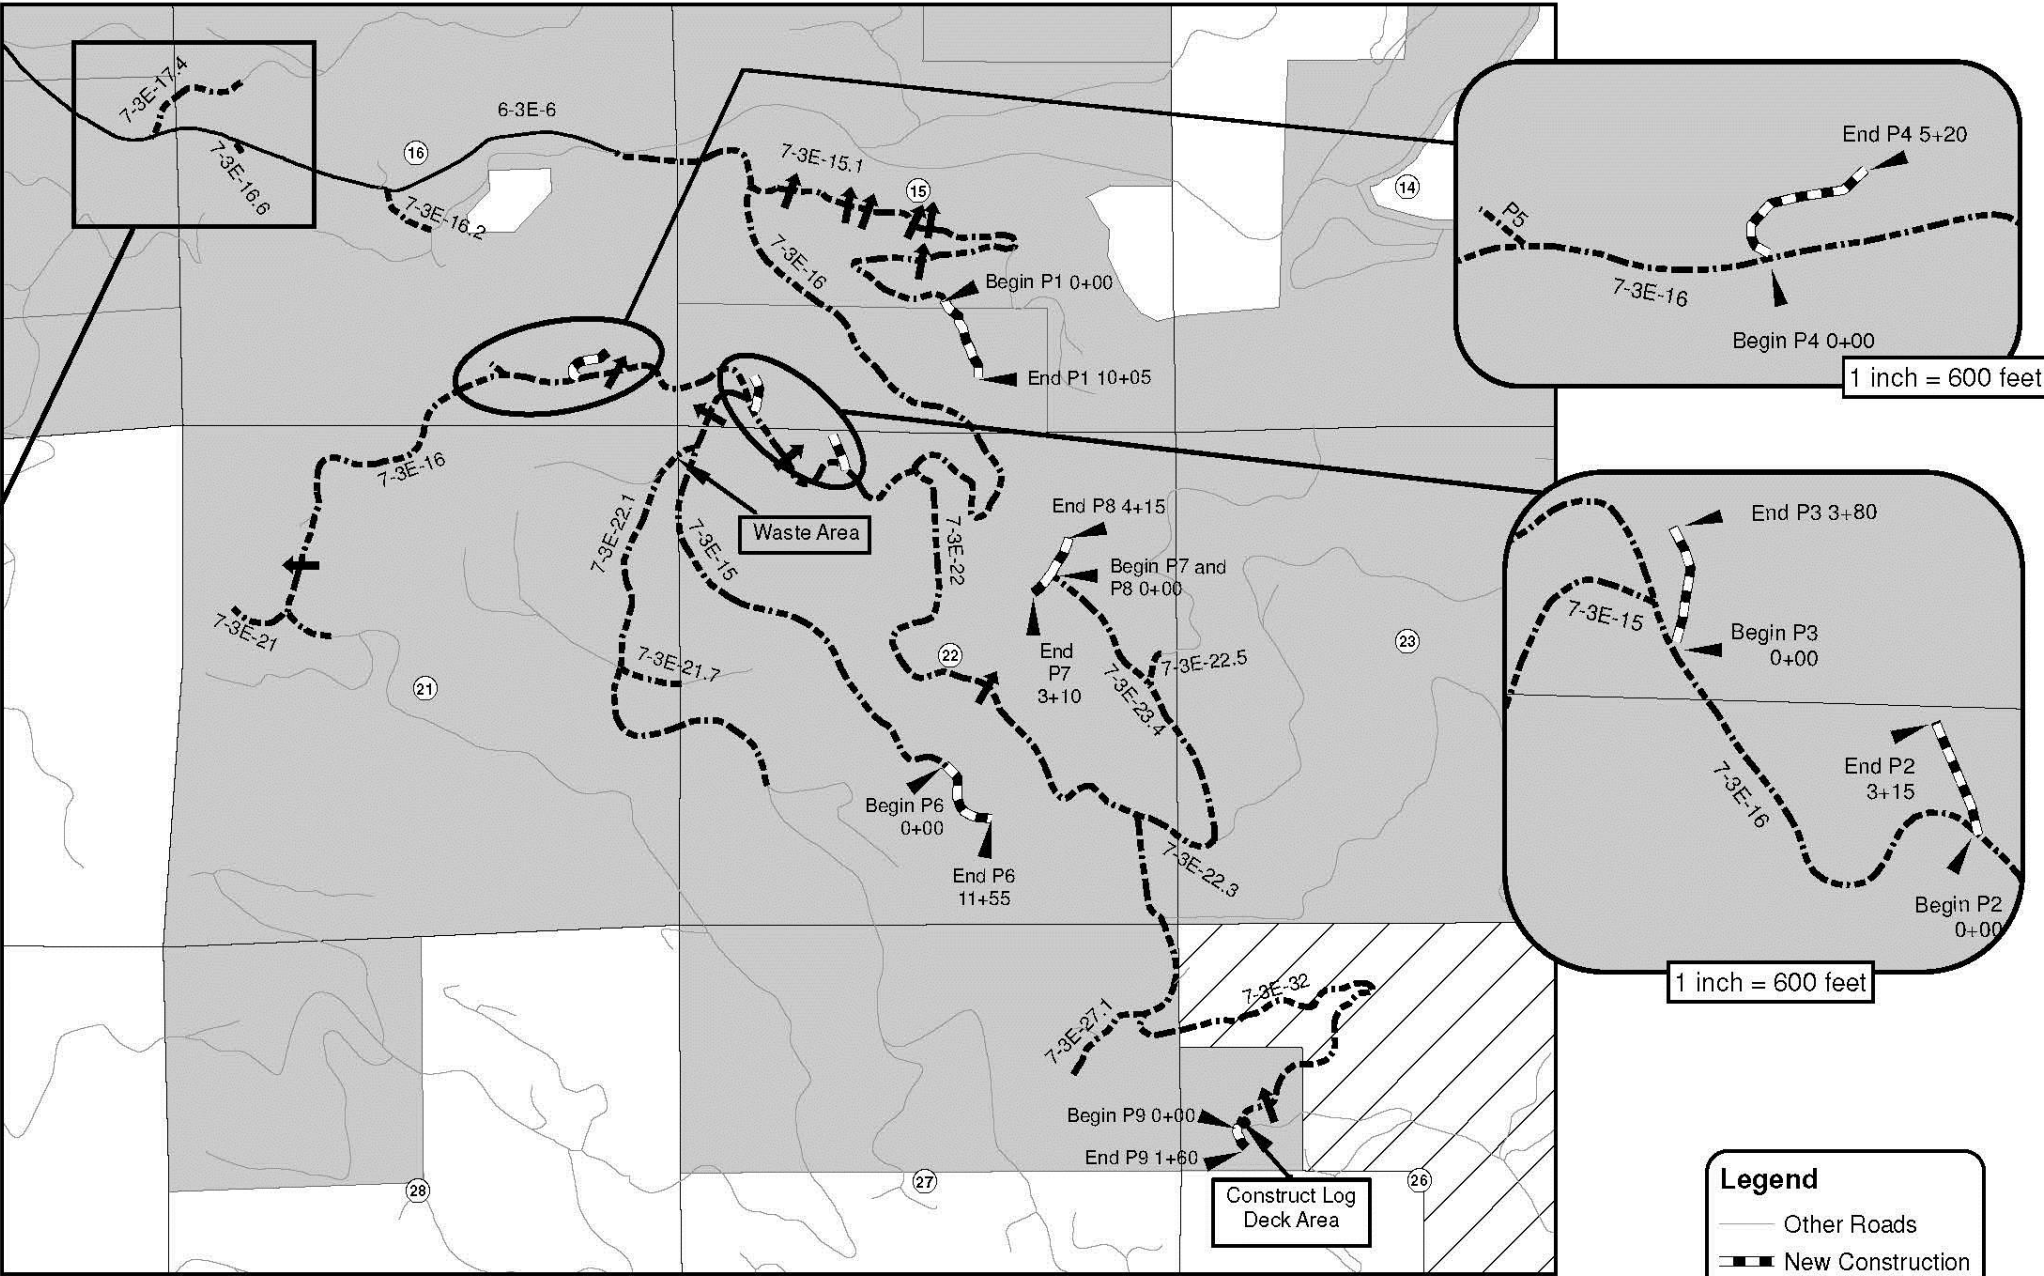 7-3E-17.4
7-3E-16.6
16
6-3E-6
7-3E-16.2
7-3E-15.1
15
14
7-3E-16
Begin P1 0+00
End P1 10+05
End P4 5+20
P5
7-3E-16
Begin P4 0+00
1 inch = 600 feet
7-3E-16
Waste Area
7-3E-22.1
7-3E-15
7-3E-22
End P8 4+15
Begin P7 and
P8 0+00
End
P7
3+10
7-3E-21
21
7-3E-21.7
22
7-3E-22.5
7-3E-23.4
23
End P3 3+80
7-3E-15
Begin P3
0+00
7-3E-16
End P2
3+15
Begin P2
0+00
1 inch = 600 feet
Begin P6
0+00
End P6
11+55
7-3E-22.3
7-3E-32
7-3E-27.1
Begin P9 0+00
End P9 1+60
28
27
26
Construct Log
Deck Area
Legend
Other Roads
New Construction